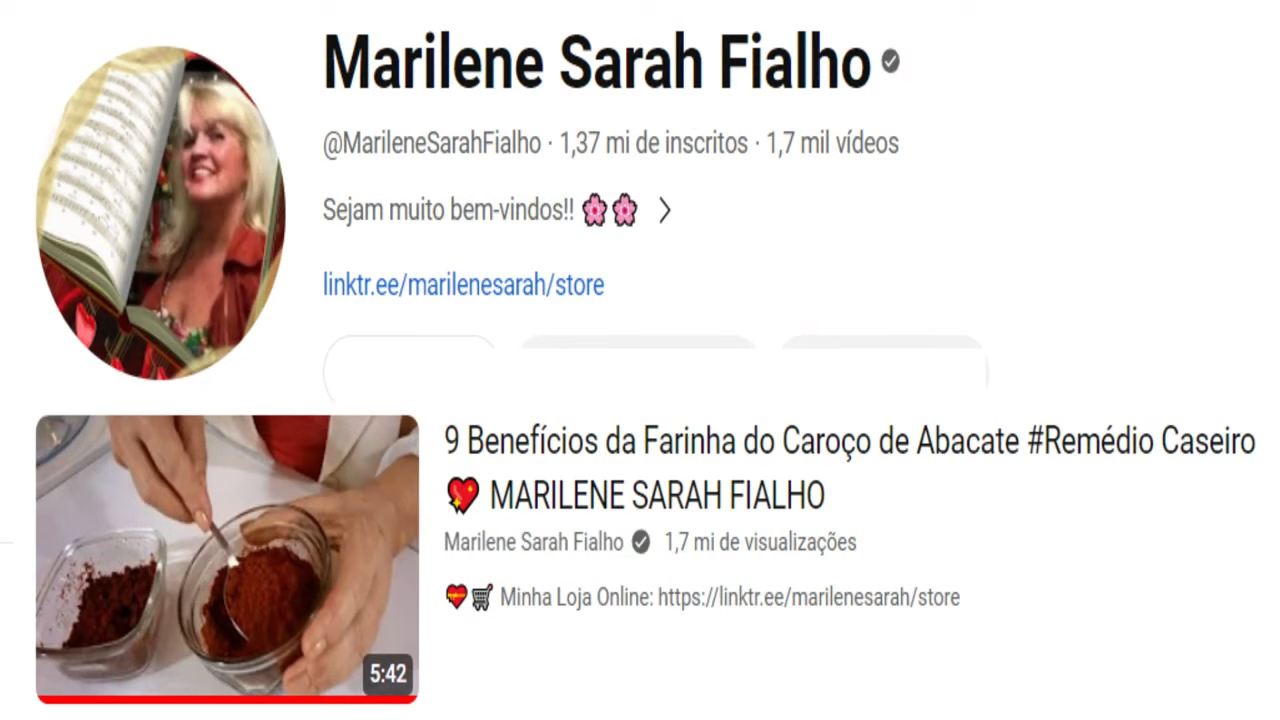 Marilene Sarah Fialho
@MarileneSarahFialho · 1,37 mi de inscritos · 1,7 mil vídeos
Sejam muito bem-vindos!! 🌸🌸 >
linktr.ee/marilenesarah/store
9 Benefícios da Farinha do Caroço de Abacate #Remédio Caseiro
💖 MARILENE SARAH FIALHO
Marilene Sarah Fialho 1,7 mi de visualizações
💝🛒 Minha Loja Online: https://linktr.ee/marilenesarah/store
5:42